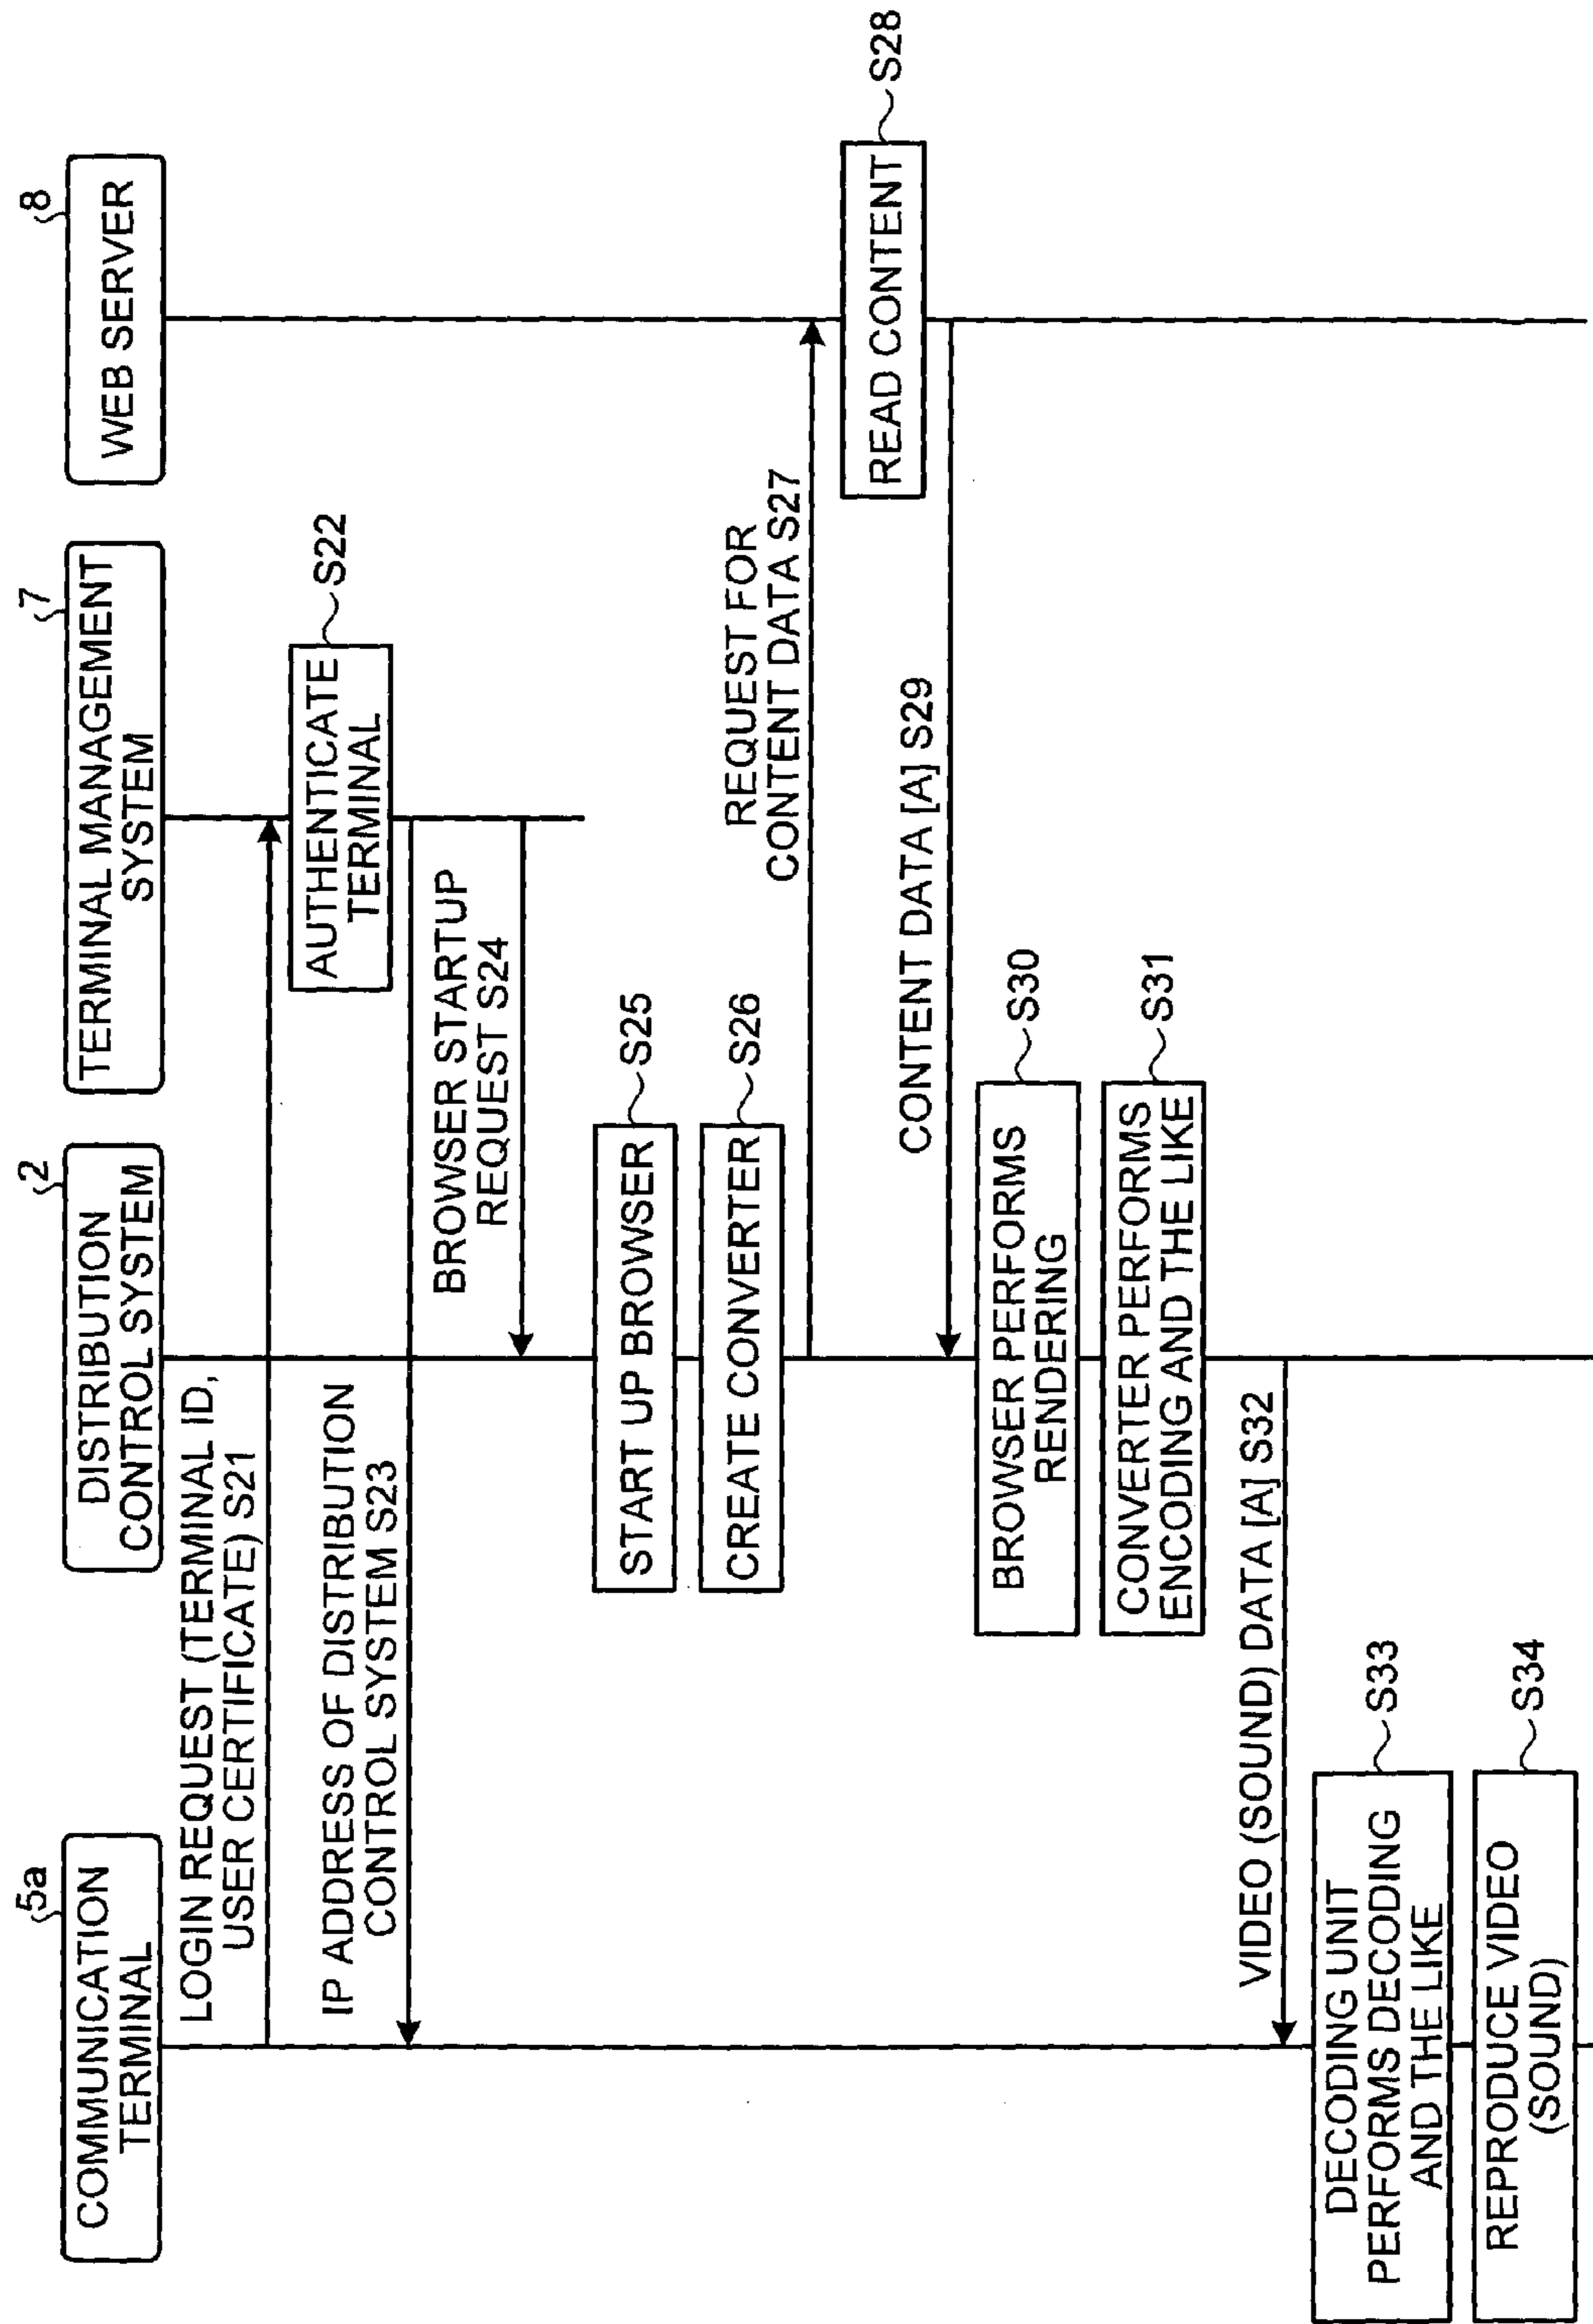 5a
COMMUNICATION
TERMINAL
2
DISTRIBUTION
CONTROL SYSTEM
7
TERMINAL MANAGEMENT
SYSTEM
8
WEB SERVER
LOGIN REQUEST (TERMINAL ID,
USER CERTIFICATE) S21
AUTHENTICATE
TERMINAL
S22
IP ADDRESS OF DISTRIBUTION
CONTROL SYSTEM S23
BROWSER STARTUP
REQUEST S24
START UP BROWSER
S25
CREATE CONVERTER
S26
REQUEST FOR
CONTENT DATA S27
READ CONTENT
S28
CONTENT DATA [A] S29
BROWSER PERFORMS
RENDERING
S30
CONVERTER PERFORMS
ENCODING AND THE LIKE
S31
VIDEO (SOUND) DATA [A] S32
DECODING UNIT
PERFORMS DECODING
AND THE LIKE
S33
REPRODUCE VIDEO
(SOUND)
S34